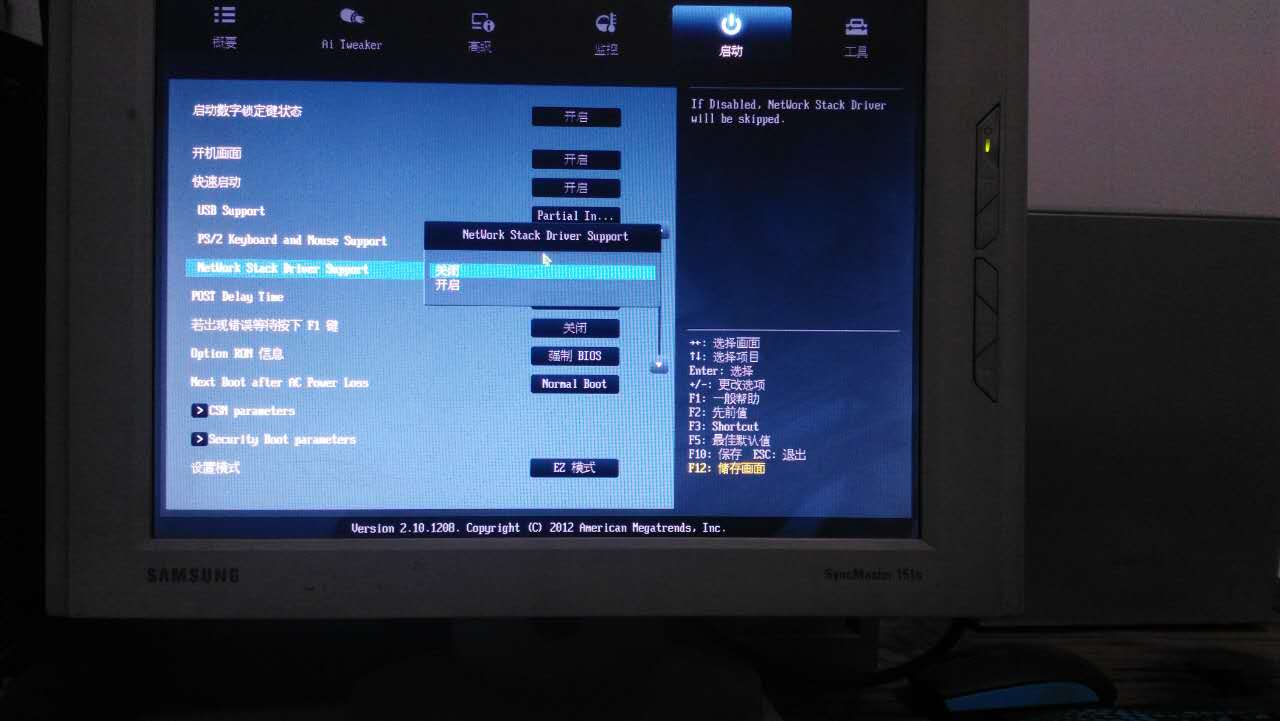 概要
Ai Tweaker
高级
监控
启动
工具
启动数字锁定键状态
开启
开机画面
开启
快速启动
开启
USB Support
Partial In...
PS/2 Keyboard and Mouse Support
NetWork Stack Driver Support
NetWork Stack Driver Support
关闭
开启
POST Delay Time
若出现错误等待按下 F1 键
关闭
Option ROM 信息
强制 BIOS
Next Boot after AC Power Loss
Normal Boot
> CSM parameters
> Security Boot parameters
设置模式
EZ 模式
If Disabled, NetWork Stack Driver
will be skipped.
→←: 选择画面
↑↓: 选择项目
Enter: 选择
+/-: 更改选项
F1: 一般帮助
F2: 先前值
F3: Shortcut
F5: 最佳默认值
F10: 保存 ESC: 退出
F12: 储存画面
Version 2.10.1208. Copyright (C) 2012 American Megatrends, Inc.
SAMSUNG
SyncMaster 151s